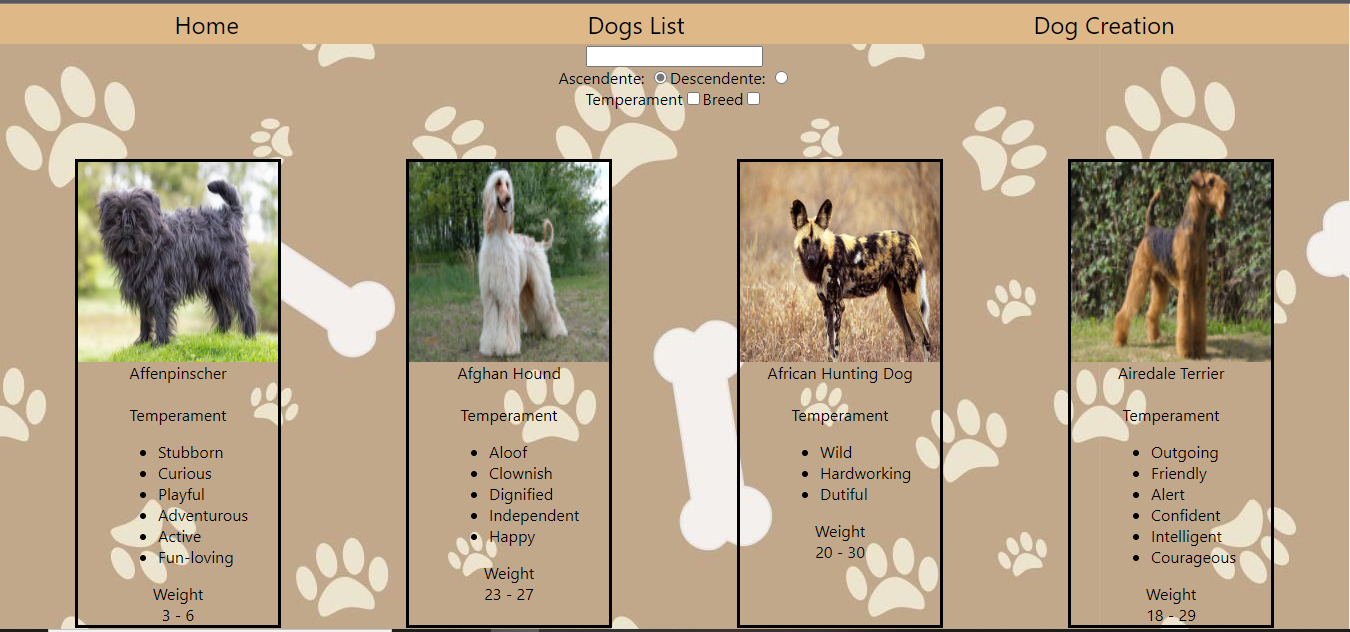 Home Dogs List Dog Creation
Ascendente: Descendente:
Temperament Breed
Affenpinscher
Temperament
Stubborn
Curious
Playful
Adventurous
Active
Fun-loving
Weight
3 - 6
Afghan Hound
Temperament
Aloof
Clownish
Dignified
Independent
Happy
Weight
23 - 27
African Hunting Dog
Temperament
Wild
Hardworking
Dutiful
Weight
20 - 30
Airedale Terrier
Temperament
Outgoing
Friendly
Alert
Confident
Intelligent
Courageous
Weight
18 - 29